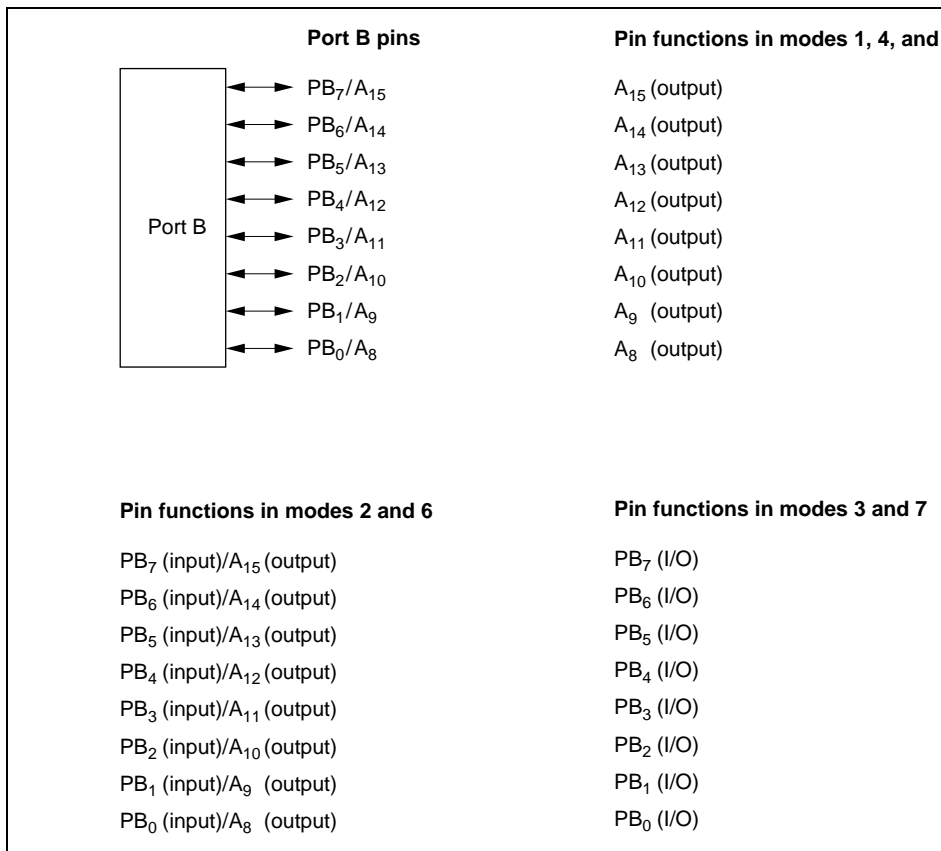 Port B pins    Pin functions in modes 1, 4, and
PB₇/A₁₅    A₁₅ (output)
PB₆/A₁₄    A₁₄ (output)
PB₅/A₁₃    A₁₃ (output)
PB₄/A₁₂    A₁₂ (output)
Port B    PB₃/A₁₁    A₁₁ (output)
PB₂/A₁₀    A₁₀ (output)
PB₁/A₉    A₉ (output)
PB₀/A₈    A₈ (output)
Pin functions in modes 2 and 6    Pin functions in modes 3 and 7
PB₇ (input)/A₁₅ (output)    PB₇ (I/O)
PB₆ (input)/A₁₄ (output)    PB₆ (I/O)
PB₅ (input)/A₁₃ (output)    PB₅ (I/O)
PB₄ (input)/A₁₂ (output)    PB₄ (I/O)
PB₃ (input)/A₁₁ (output)    PB₃ (I/O)
PB₂ (input)/A₁₀ (output)    PB₂ (I/O)
PB₁ (input)/A₉ (output)    PB₁ (I/O)
PB₀ (input)/A₈ (output)    PB₀ (I/O)